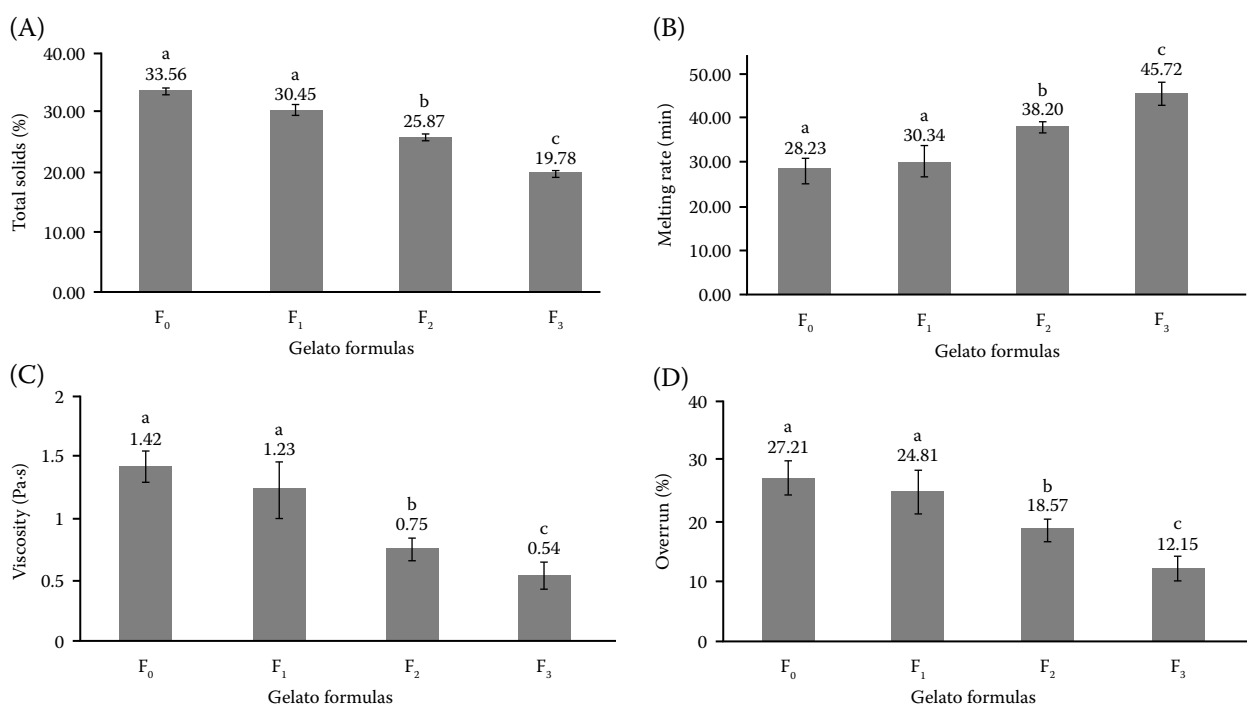 (A)
Total solids (%)
40.00
30.00
20.00
10.00
0.00
a
33.56
a
30.45
b
25.87
c
19.78
F₀ F₁ F₂ F₃
Gelato formulas
(B)
Melting rate (min)
50.00
40.00
30.00
20.00
10.00
0.00
a
28.23
a
30.34
b
38.20
c
45.72
F₀ F₁ F₂ F₃
Gelato formulas
(C)
Viscosity (Pa·s)
2
1.5
1
0.5
0
a
1.42
a
1.23
b
0.75
c
0.54
F₀ F₁ F₂ F₃
Gelato formulas
(D)
Overrun (%)
40
30
20
10
0
a
27.21
a
24.81
b
18.57
c
12.15
F₀ F₁ F₂ F₃
Gelato formulas